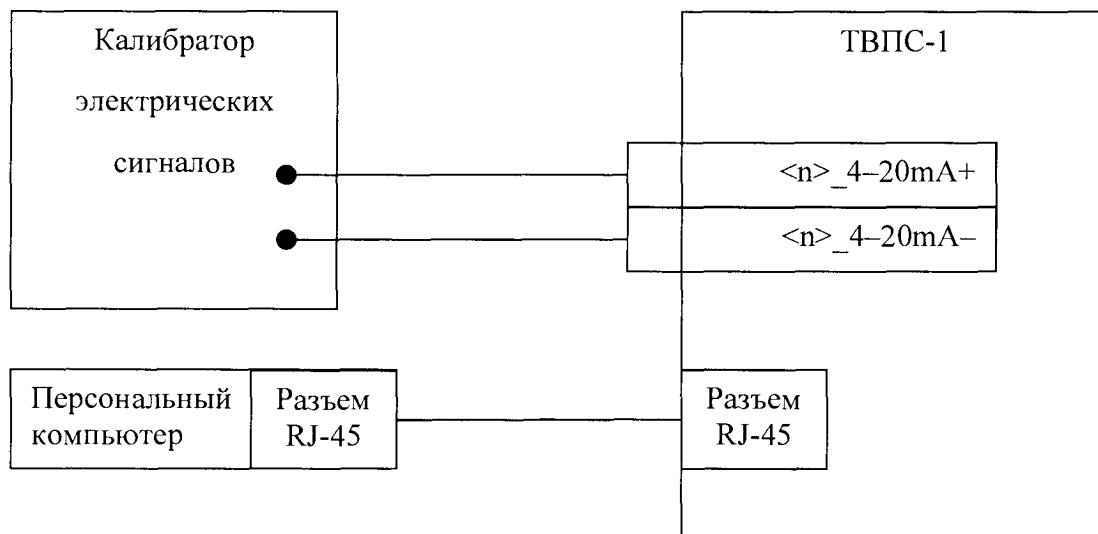 Калибратор
электрических
сигналов
ТВПС-1
<n>_4–20mA+
<n>_4–20mA–
Персональный
компьютер
Разъем
RJ-45
Разъем
RJ-45